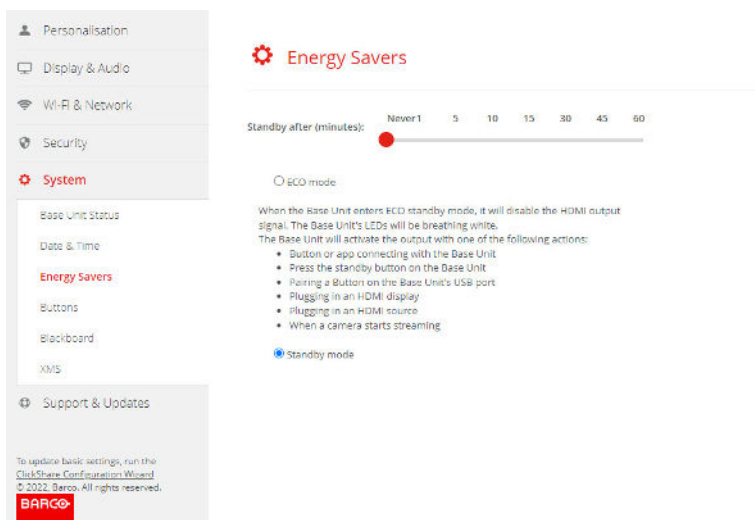 Personalisation
Display & Audio
Wi-Fi & Network
Security
System
Base Unit Status
Date & Time
Energy Savers
Buttons
Blackboard
XMS
Support & Updates
To update basic settings, run the
ClickShare Configuration Wizard
© 2022, Barco. All rights reserved.
BARCO
Energy Savers
Standby after (minutes):
Never 1 5 10 15 30 45 60
ECO mode
When the Base Unit enters ECO standby mode, it will disable the HDMI output
signal. The Base Unit's LEDs will be breathing white.
The Base Unit will activate the output with one of the following actions:
• Button or app connecting with the Base Unit
• Press the standby button on the Base Unit
• Pairing a Button on the Base Unit's USB port
• Plugging in an HDMI display
• Plugging in an HDMI source
• When a camera starts streaming
Standby mode